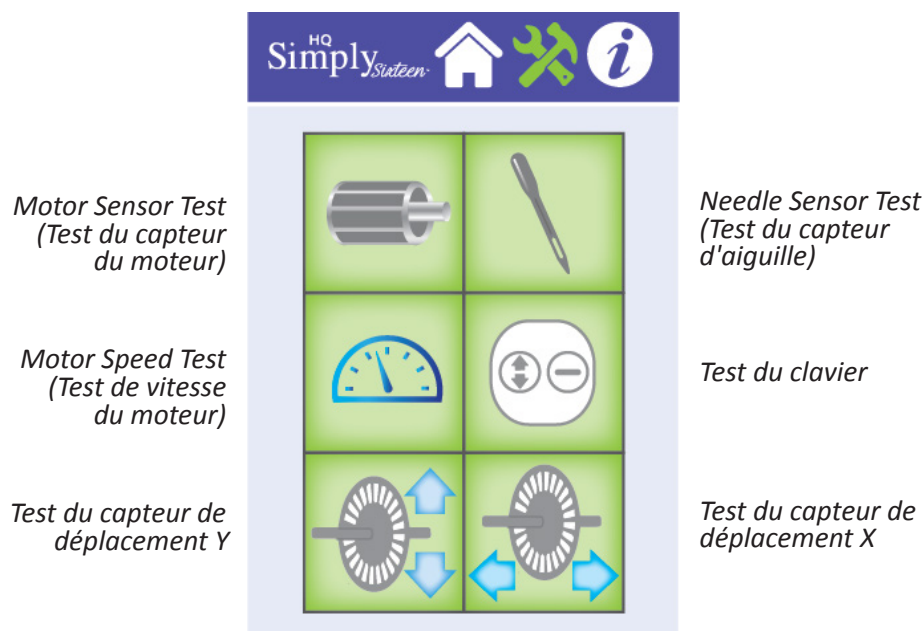 HQ
Simply Sixteen
i
Motor Sensor Test
(Test du capteur
du moteur)
Needle Sensor Test
(Test du capteur
d'aiguille)
Motor Speed Test
(Test de vitesse
du moteur)
Test du clavier
Test du capteur de
déplacement Y
Test du capteur de
déplacement X